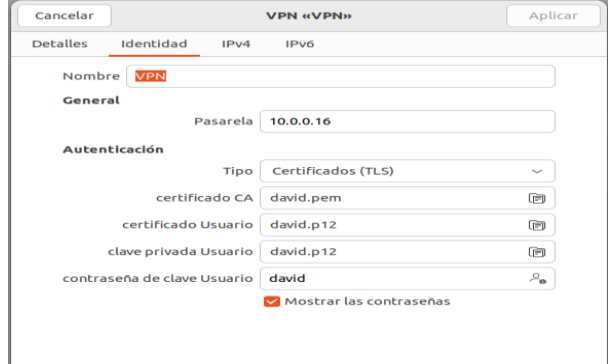 Cancelar VPN «VPN» Aplicar
Detalles Identidad IPv4 IPv6
Nombre VPN
General
Pasarela 10.0.0.16
Autenticación
Tipo Certificados (TLS)
certificado CA david.pem
certificado Usuario david.p12
clave privada Usuario david.p12
contraseña de clave Usuario david
Mostrar las contraseñas